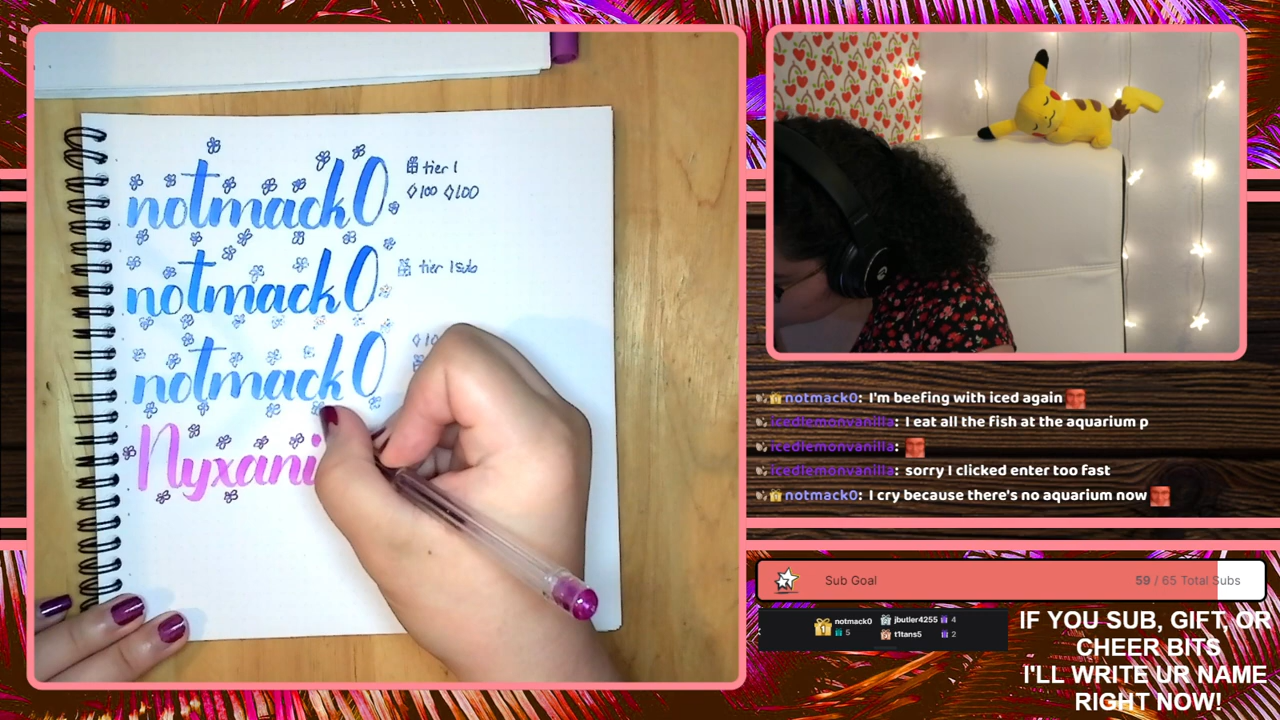 notmack0
tier 1
100 100
notmack0
tier 1 sub
notmack0
10
Nyxani
notmack0: I'm beefing with iced again
icedlemonvanilla: I eat all the fish at the aquarium p
icedlemonvanilla:
icedlemonvanilla: sorry I clicked enter too fast
notmack0: I cry because there's no aquarium now
Sub Goal
59 / 65 Total Subs
1 notmack0 5
jbutler4255 4
t1tans5 2
IF YOU SUB, GIFT, OR
CHEER BITS
I'LL WRITE UR NAME
RIGHT NOW!